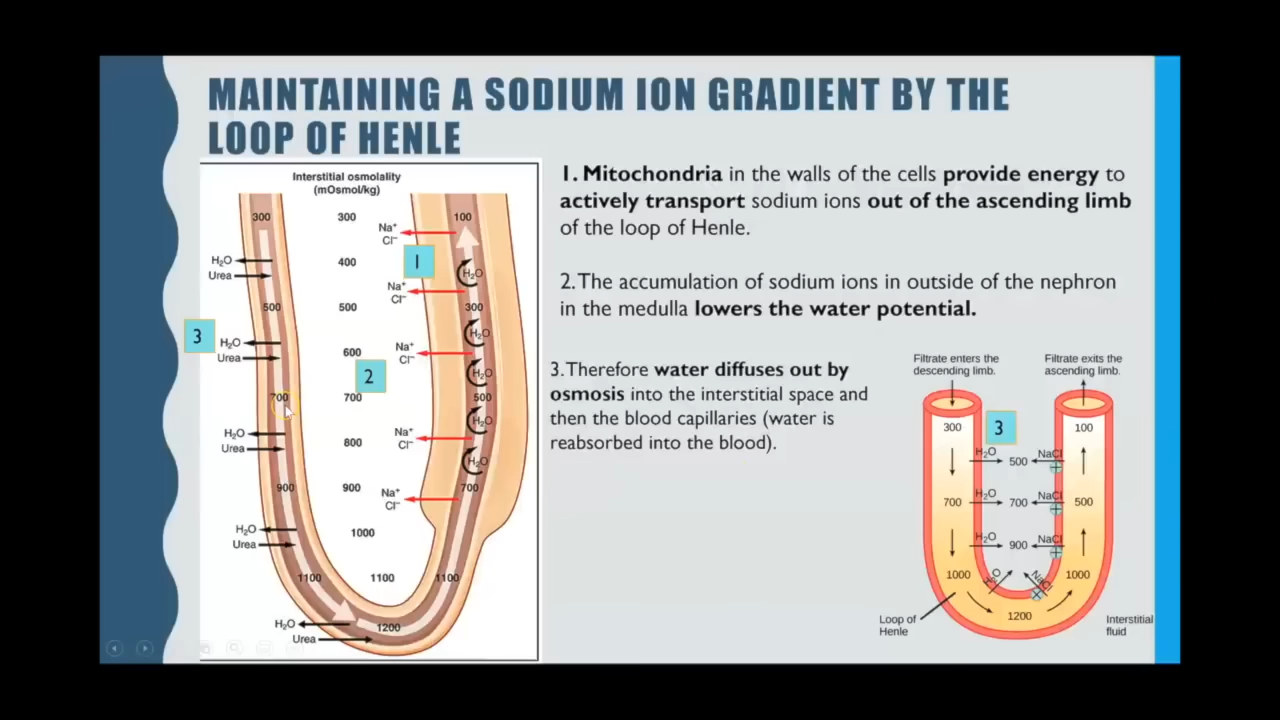 MAINTAINING A SODIUM ION GRADIENT BY THE
LOOP OF HENLE
Interstitial osmolality
(mOsmol/kg)
300
300
100
Na⁺
Cl⁻
H₂O
Urea
400
1
H₂O
Na⁺
Cl⁻
500
500
300
3
H₂O
Urea
600
Na⁺
Cl⁻
H₂O
2
H₂O
700
700
500
H₂O
H₂O
Urea
800
Na⁺
Cl⁻
H₂O
900
900
Na⁺
Cl⁻
700
H₂O
Urea
1000
1100
1100
1100
H₂O
Urea
1200
1. Mitochondria in the walls of the cells provide energy to
actively transport sodium ions out of the ascending limb
of the loop of Henle.
2.The accumulation of sodium ions in outside of the nephron
in the medulla lowers the water potential.
3.Therefore water diffuses out by
osmosis into the interstitial space and
then the blood capillaries (water is
reabsorbed into the blood).
Filtrate enters the
descending limb.
Filtrate exits the
ascending limb.
300
3
100
H₂O
500
NaCl
700
H₂O
700
NaCl
500
H₂O
900
NaCl
1000
H₂O
NaCl
1000
1200
Loop of
Henle
Interstitial
fluid